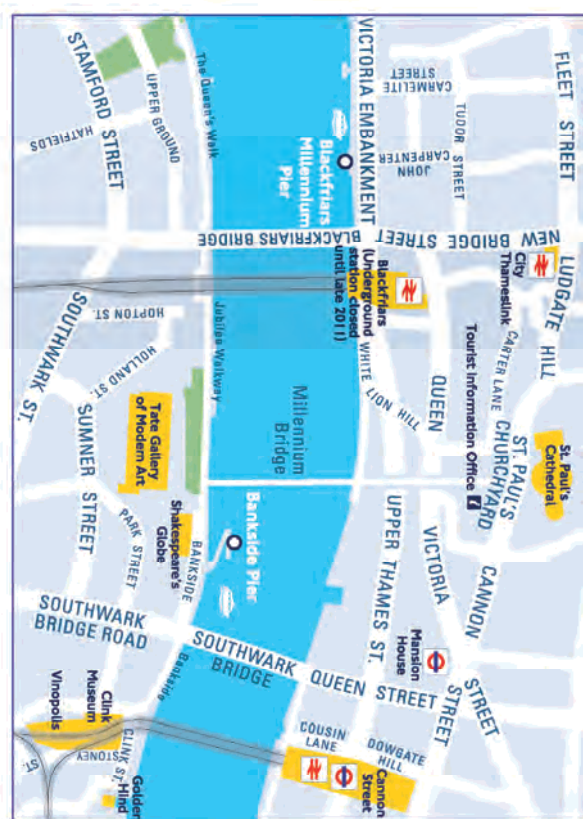 FLEET STREET
LUDGATE HILL
City
Thameslink
St. Paul's
Cathedral
CARMELITE
STREET
TUDOR STREET
JOHN
CARPENTER
NEW BRIDGE STREET
CARTER LANE
ST. PAUL'S
CHURCHYARD
CANNON STREET
Tourist Information Office i
VICTORIA EMBANKMENT
Blackfriars
(Underground
station closed
until late 2011)
WHITE LION HILL
QUEEN VICTORIA STREET
UPPER THAMES ST.
Mansion
House
QUEEN STREET
COUSIN
LANE
DOWGATE
HILL
Cannon
Street
Blackfriars
Millennium
Pier
BLACKFRIARS BRIDGE
Millennium
Bridge
Bankside Pier
SOUTHWARK
BRIDGE
The Queen's Walk
Jubilee Walkway
BANKSIDE
Bankside
STAMFORD STREET
UPPER GROUND
HATFIELDS
SOUTHWARK ST.
HOPTON ST.
HOLLAND ST.
Tate Gallery
of Modern Art
Shakespeare's
Globe
SUMNER STREET
PARK STREET
SOUTHWARK
BRIDGE ROAD
Clink
Museum
Vinopolis
CLINK ST.
STONEY
ST.
Golden
Hind